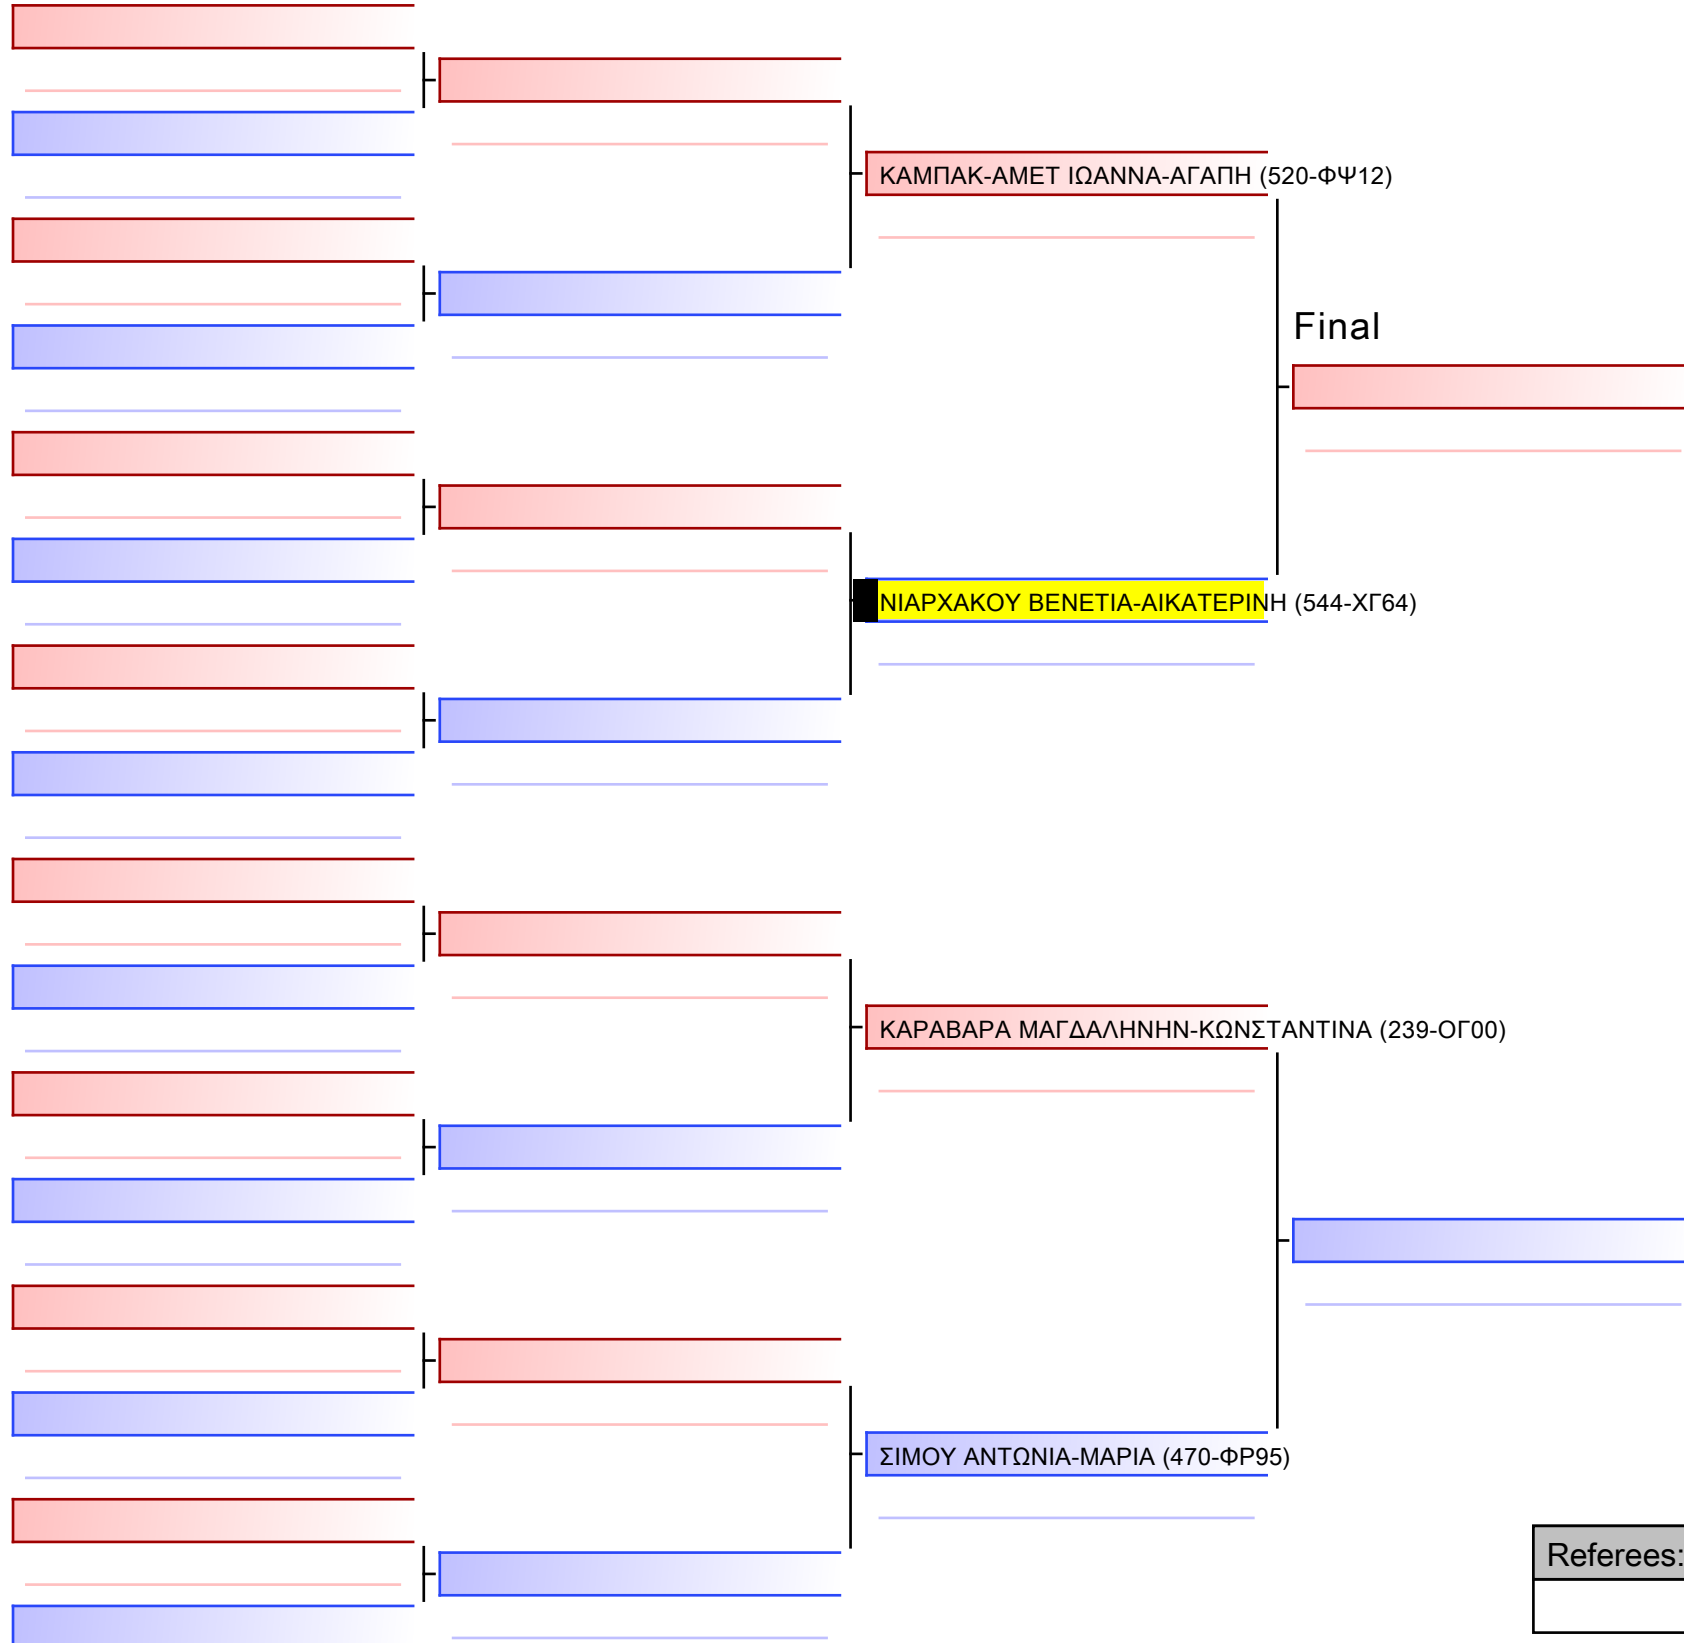 ΚΑΜΠΑΚ-ΑΜΕΤ ΙΩΑΝΝΑ-ΑΓΑΠΗ (520-ΦΨ12)
Final
ΝΙΑΡΧΑΚΟΥ ΒΕΝΕΤΙΑ-ΑΙΚΑΤΕΡΙΝΗ (544-ΧΓ64)
ΚΑΡΑΒΑΡΑ ΜΑΓΔΑΛΗΝΗΝ-ΚΩΝΣΤΑΝΤΙΝΑ (239-ΟΓ00)
ΣΙΜΟΥ ΑΝΤΩΝΙΑ-ΜΑΡΙΑ (470-ΦΡ95)
Referees: